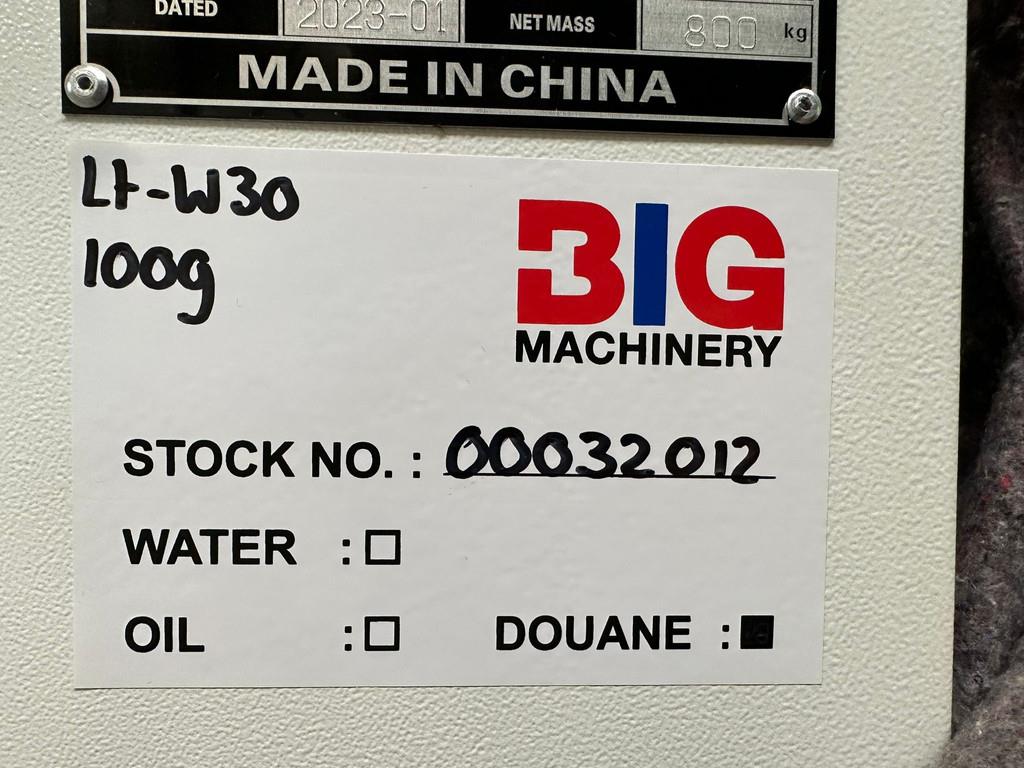 DATED 2023-01 NET MASS 800 kg
MADE IN CHINA
Lt-W30
100g
BIG
MACHINERY
STOCK NO. : 00032012
WATER :
OIL : DOUANE :